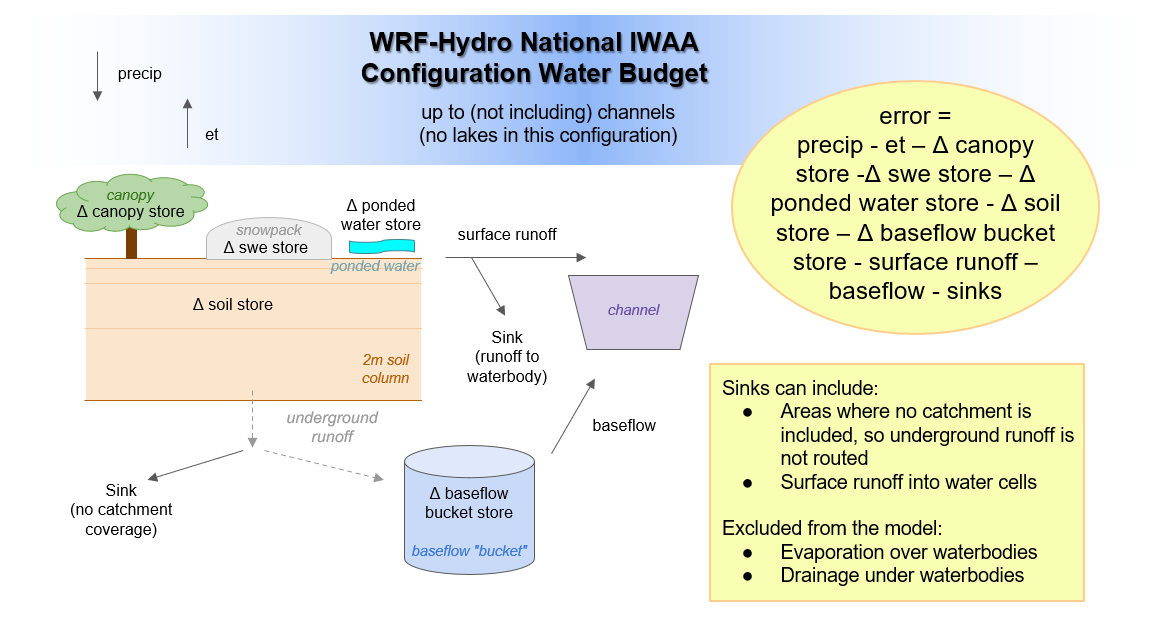 WRF-Hydro National IWAA
Configuration Water Budget
up to (not including) channels
(no lakes in this configuration)
precip
et
error =
precip - et – Δ canopy
store -Δ swe store – Δ
ponded water store - Δ soil
store – Δ baseflow bucket
store - surface runoff –
baseflow - sinks
canopy
Δ canopy store
snowpack
Δ swe store
Δ ponded
water store
ponded water
surface runoff
Δ soil store
2m soil
column
channel
Sink
(runoff to
waterbody)
underground
runoff
baseflow
Sink
(no catchment
coverage)
Δ baseflow
bucket store
baseflow "bucket"
Sinks can include:
● Areas where no catchment is
included, so underground runoff is
not routed
● Surface runoff into water cells
Excluded from the model:
● Evaporation over waterbodies
● Drainage under waterbodies